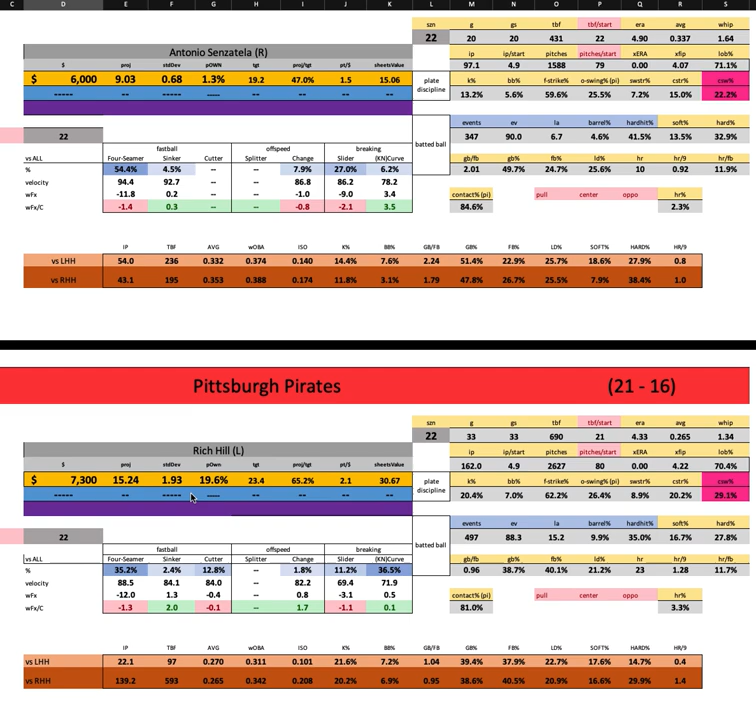 C D E F G H I J K L M N O P Q R S
szn g gs tbf tbf/start era avg whip
22 20 20 431 22 4.90 0.337 1.64
Antonio Senzatela (R)
ip ip/start pitches pitches/start xERA xfip lob%
97.1 4.9 1588 79 0.00 4.07 71.1%
$ proj stdDev pOWN tgt proj/tgt pt/$ sheetsValue
$ 6,000 9.03 0.68 1.3% 19.2 47.0% 1.5 15.06
plate discipline k% bb% f-strike% o-swing% (pi) swstr% cstr% csw%
----- -- ----- ----- -- -- -- --
13.2% 5.6% 59.6% 25.5% 7.2% 15.0% 22.2%
events ev la barrel% hardhit% soft% hard%
22
347 90.0 6.7 4.6% 41.5% 13.5% 32.9%
batted ball
fastball offspeed breaking
vs ALL Four-Seamer Sinker Cutter Splitter Change Slider (KN)Curve
gb/fb gb% fb% ld% hr hr/9 hr/fb
% 54.4% 4.5% -- -- 7.9% 27.0% 6.2%
2.01 49.7% 24.7% 25.6% 10 0.92 11.9%
velocity 94.4 92.7 -- -- 86.8 86.2 78.2
wFx -11.8 0.2 -- -- -1.0 -9.0 3.4
contact% (pi) pull center oppo hr%
wFx/C -1.4 0.3 -- -- -0.8 -2.1 3.5
84.6% 2.3%
IP TBF AVG wOBA ISO K% BB% GB/FB GB% FB% LD% SOFT% HARD% HR/9
vs LHH 54.0 236 0.332 0.374 0.140 14.4% 7.6% 2.24 51.4% 22.9% 25.7% 18.6% 27.9% 0.8
vs RHH 43.1 195 0.353 0.388 0.174 11.8% 3.1% 1.79 47.8% 26.7% 25.5% 7.9% 38.4% 1.0
Pittsburgh Pirates (21 - 16)
szn g gs tbf tbf/start era avg whip
22 33 33 690 21 4.33 0.265 1.34
Rich Hill (L)
ip ip/start pitches pitches/start xERA xfip lob%
162.0 4.9 2627 80 0.00 4.22 70.4%
$ proj stdDev pOwn tgt proj/tgt pt/$ sheetsValue
$ 7,300 15.24 1.93 19.6% 23.4 65.2% 2.1 30.67
plate discipline k% bb% f-strike% o-swing% (pi) swstr% cstr% csw%
----- -- ----- ---- -- -- -- --
20.4% 7.0% 62.2% 26.4% 8.9% 20.2% 29.1%
events ev la barrel% hardhit% soft% hard%
22
497 88.3 15.2 9.9% 35.0% 16.7% 27.8%
batted ball
fastball offspeed breaking
vs ALL Four-Seamer Sinker Cutter Splitter Change Slider (KN)Curve
gb/fb gb% fb% ld% hr hr/9 hr/fb
% 35.2% 2.4% 12.8% -- 1.8% 11.2% 36.5%
0.96 38.7% 40.1% 21.2% 23 1.28 11.7%
velocity 88.5 84.1 84.0 -- 82.2 69.4 71.9
wFx -12.0 1.3 -0.4 -- 0.8 -3.1 0.5
contact% (pi) pull center oppo hr%
wFx/C -1.3 2.0 -0.1 -- 1.7 -1.1 0.1
81.0% 3.3%
IP TBF AVG wOBA ISO K% BB% GB/FB GB% FB% LD% SOFT% HARD% HR/9
vs LHH 22.1 97 0.270 0.311 0.101 21.6% 7.2% 1.04 39.4% 37.9% 22.7% 17.6% 14.7% 0.4
vs RHH 139.2 593 0.265 0.342 0.208 20.2% 6.9% 0.95 38.6% 40.5% 20.9% 16.6% 29.9% 1.4